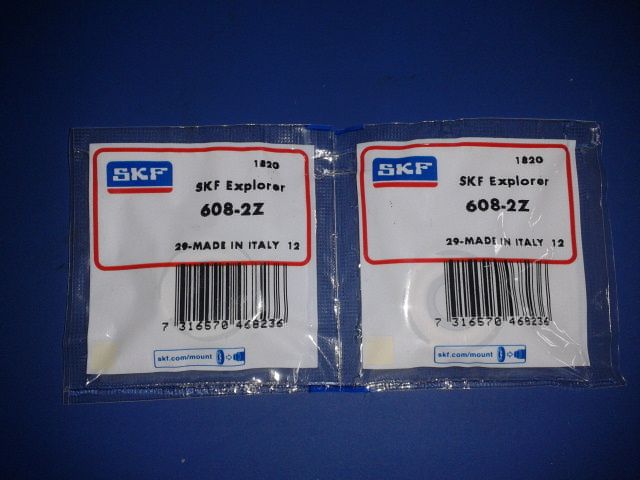 1820
SKF
SKF Explorer
608-2Z
29-MADE IN ITALY 12
7 316570 468236
skf.com/mount
1820
SKF
SKF Explorer
608-2Z
29-MADE IN ITALY 12
7 316570 468236
skf.com/mount